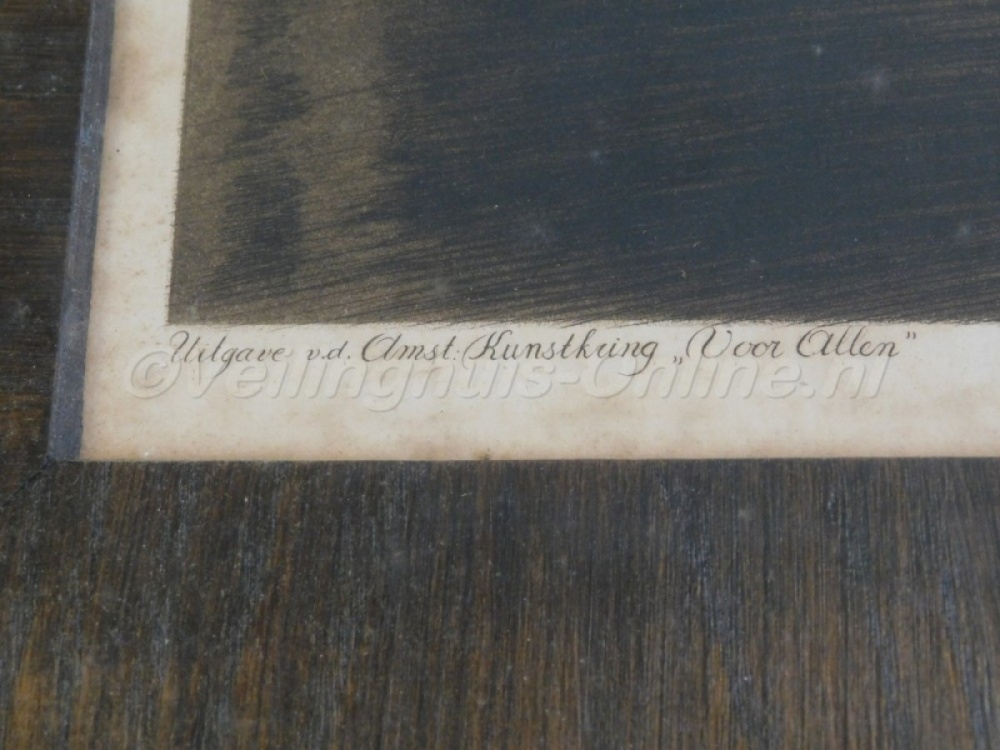 Uitgave v.d. Amst. Kunstkring „Voor Allen”
©Veilinghuis-Online.nl